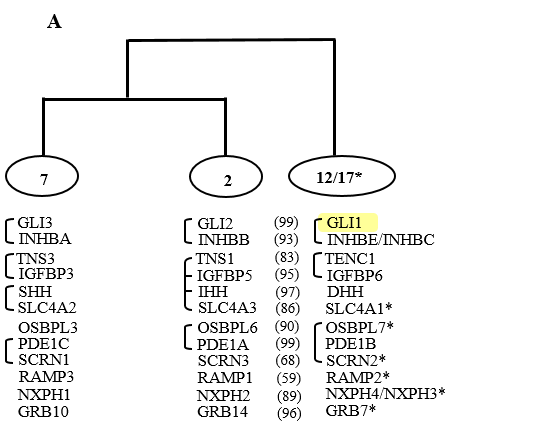 A
7 2 12/17*
GLI3 GLI2 (99) GLI1
INHBA INHBB (93) INHBE/INHBC
TNS3 TNS1 (83) TENC1
IGFBP3 IGFBP5 (95) IGFBP6
SHH IHH (97) DHH
SLC4A2 SLC4A3 (86) SLC4A1*
OSBPL3 OSBPL6 (90) OSBPL7*
PDE1C PDE1A (99) PDE1B
SCRN1 SCRN3 (68) SCRN2*
RAMP3 RAMP1 (59) RAMP2*
NXPH1 NXPH2 (89) NXPH4/NXPH3*
GRB10 GRB14 (96) GRB7*